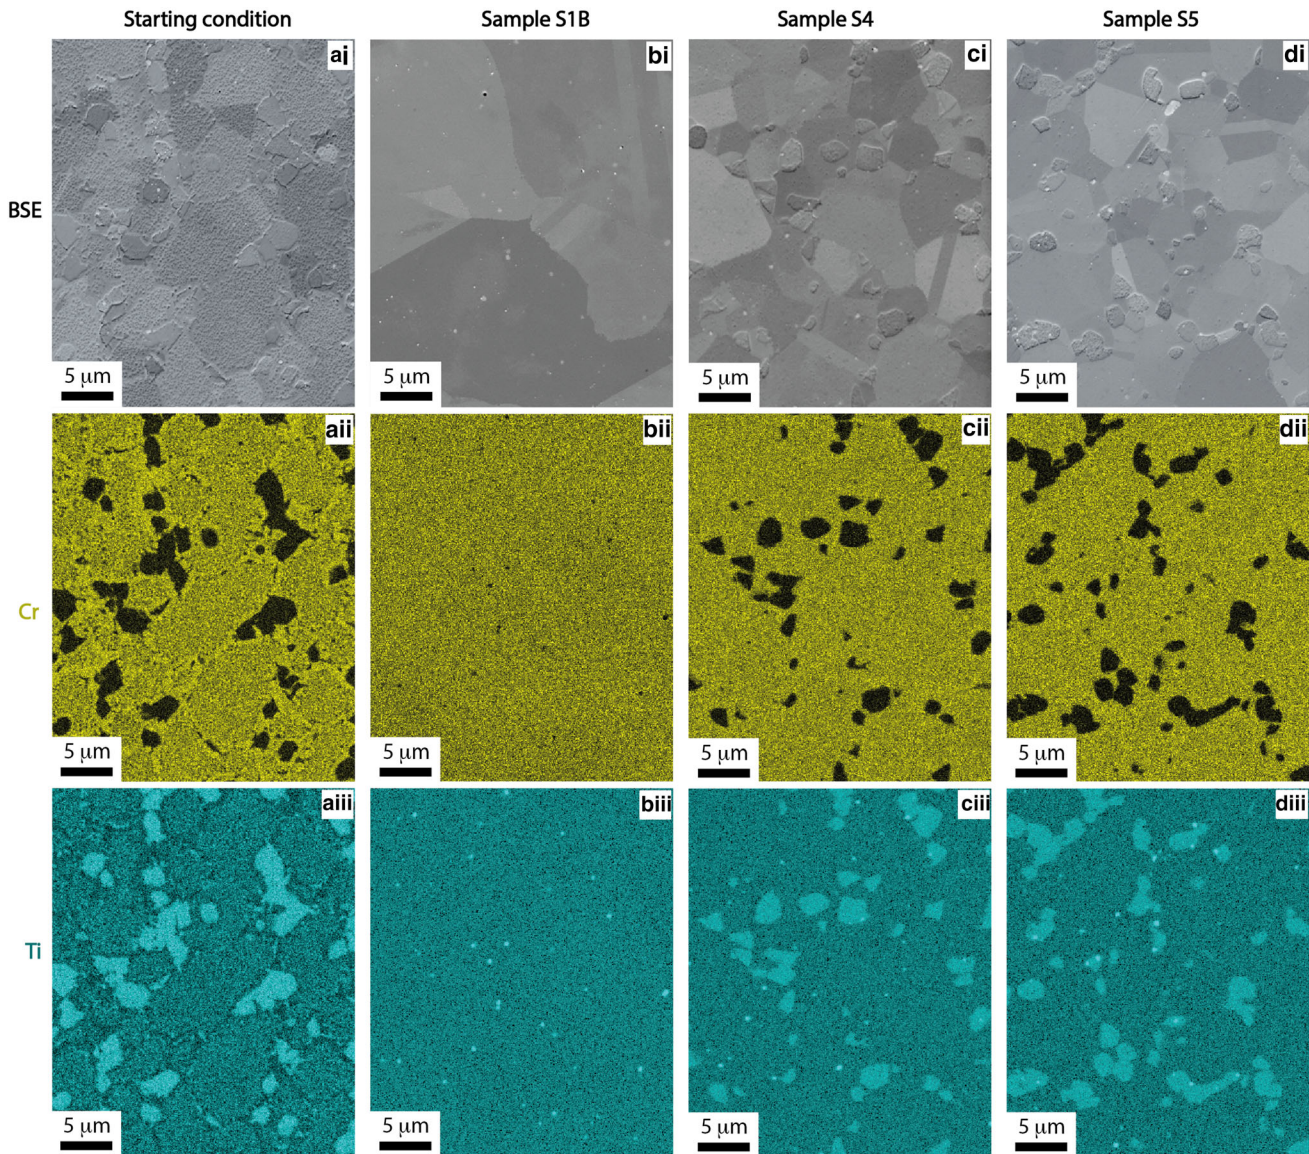 Starting condition Sample S1B Sample S4 Sample S5
BSE
ai bi ci di
5 μm 5 μm 5 μm 5 μm
Cr
aii bii cii dii
5 μm 5 μm 5 μm 5 μm
Ti
aiii biii ciii diii
5 μm 5 μm 5 μm 5 μm